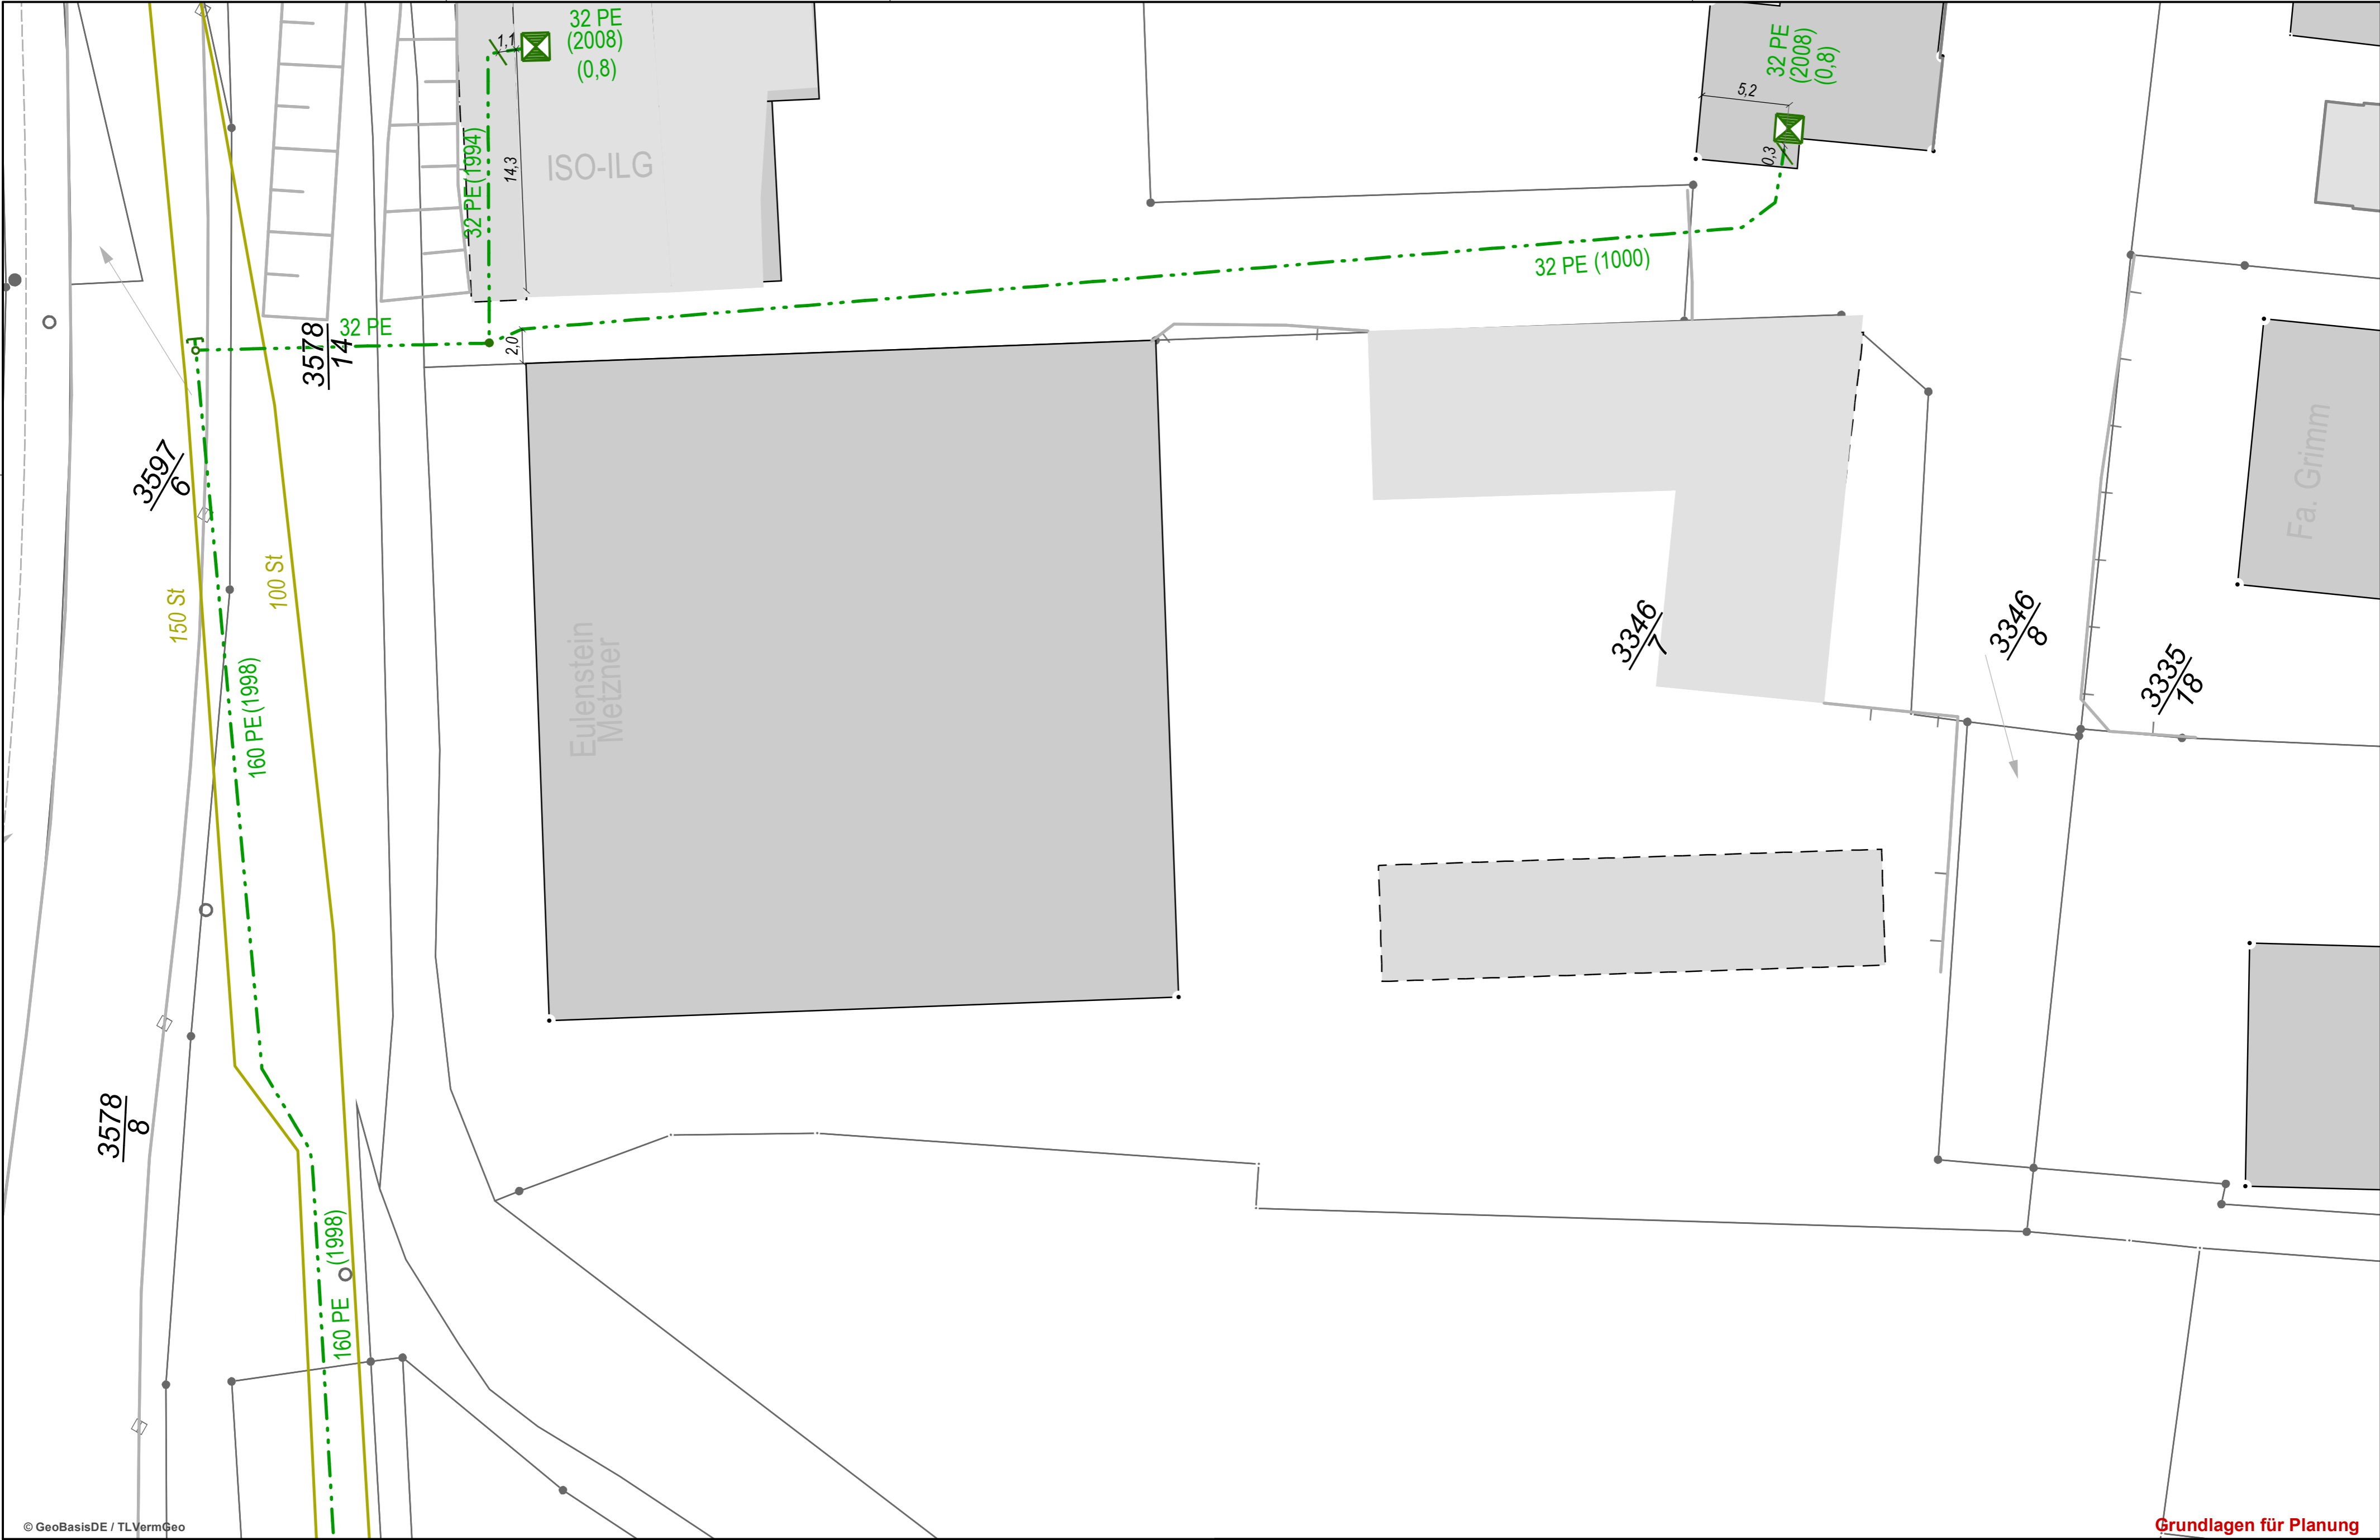 32 PE
(2008)
(0,8)
1,1
32 PE
(2008)
(0,8)
5,2
0,3
14,3
32 PE (1994)
ISO-ILG
32 PE (1000)
32 PE
3578
14
2,0
3597
6
Fa. Grimm
150 St
100 St
Eulenstein
Metzner
3346
7
3346
8
3335
18
160 PE (1998)
3578
8
160 PE (1998)
© GeoBasisDE / TLVermGeo
Grundlagen für Planung